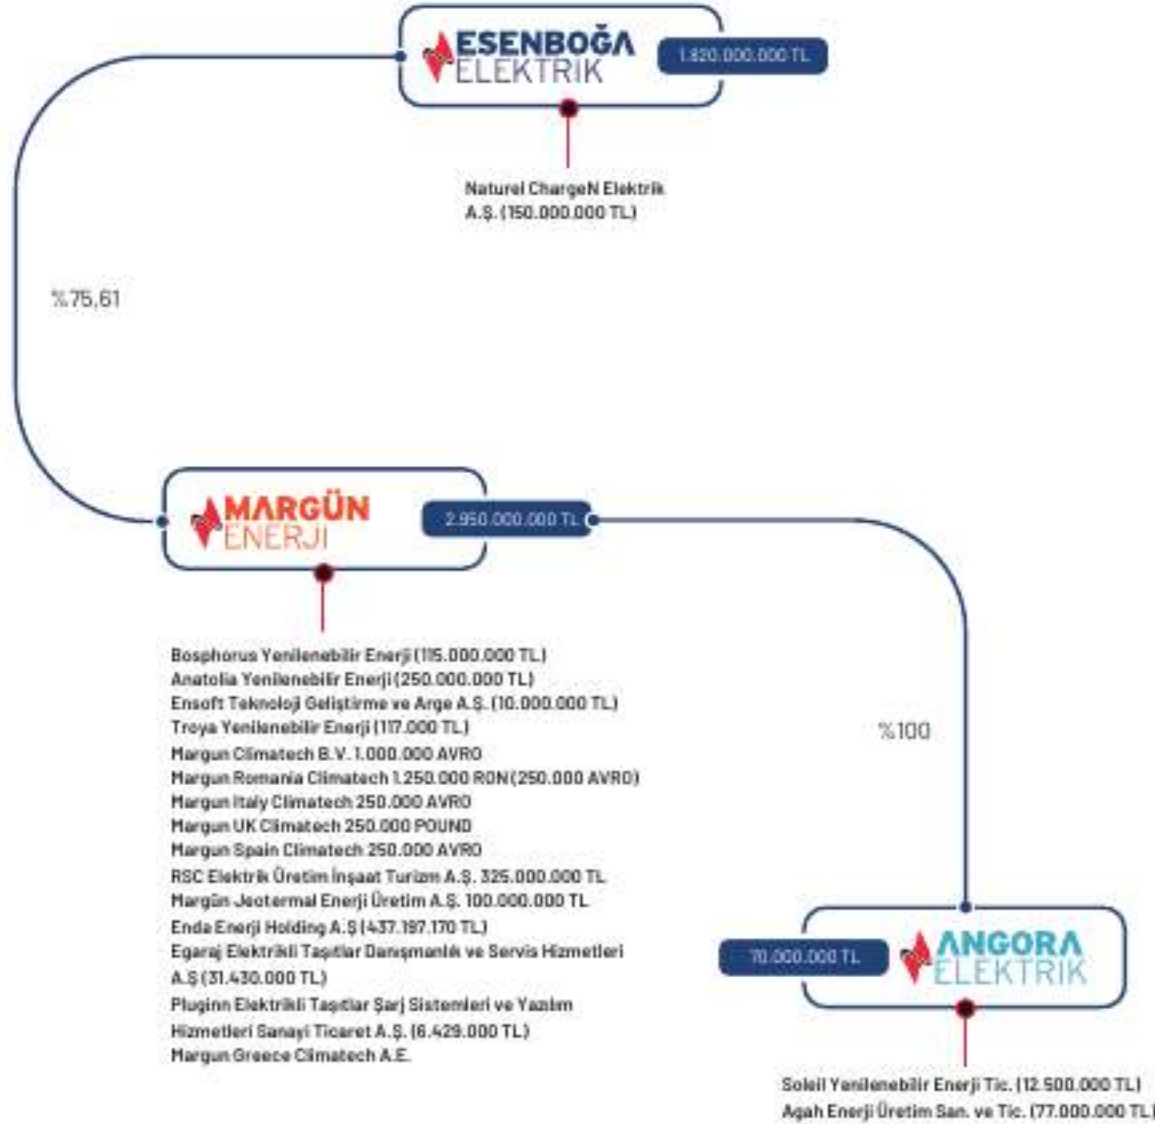 ESENBOĞA
ELEKTRİK
1.820.000.000 TL
Naturel ChargeN Elektrik
A.Ş. (150.000.000 TL)
%75,61
MARGÜN
ENERJİ
2.950.000.000 TL
Bosphorus Yenilenebilir Enerji (115.000.000 TL)
Anatolia Yenilenebilir Enerji (250.000.000 TL)
Ensoft Teknoloji Geliştirme ve Arge A.Ş. (10.000.000 TL)
Troya Yenilenebilir Enerji (117.000 TL)
Margun Climatech B.V. 1.000.000 AVRO
Margun Romania Climatech 1.250.000 RON (250.000 AVRO)
Margun Italy Climatech 250.000 AVRO
Margun UK Climatech 250.000 POUND
Margun Spain Climatech 250.000 AVRO
RSC Elektrik Üretim İnşaat Turizm A.Ş. 325.000.000 TL
Margün Jeotermal Enerji Üretim A.Ş. 100.000.000 TL
Enda Enerji Holding A.Ş (437.197.170 TL)
Egaraj Elektrikli Taşıtlar Danışmanlık ve Servis Hizmetleri
A.Ş (31.430.000 TL)
Pluginn Elektrikli Taşıtlar Şarj Sistemleri ve Yazılım
Hizmetleri Sanayi Ticaret A.Ş. (6.429.000 TL)
Margun Greece Climatech A.E.
%100
70.000.000 TL
ANGORA
ELEKTRİK
Soleil Yenilenebilir Enerji Tic. (12.500.000 TL)
Agah Enerji Üretim San. ve Tic. (77.000.000 TL)